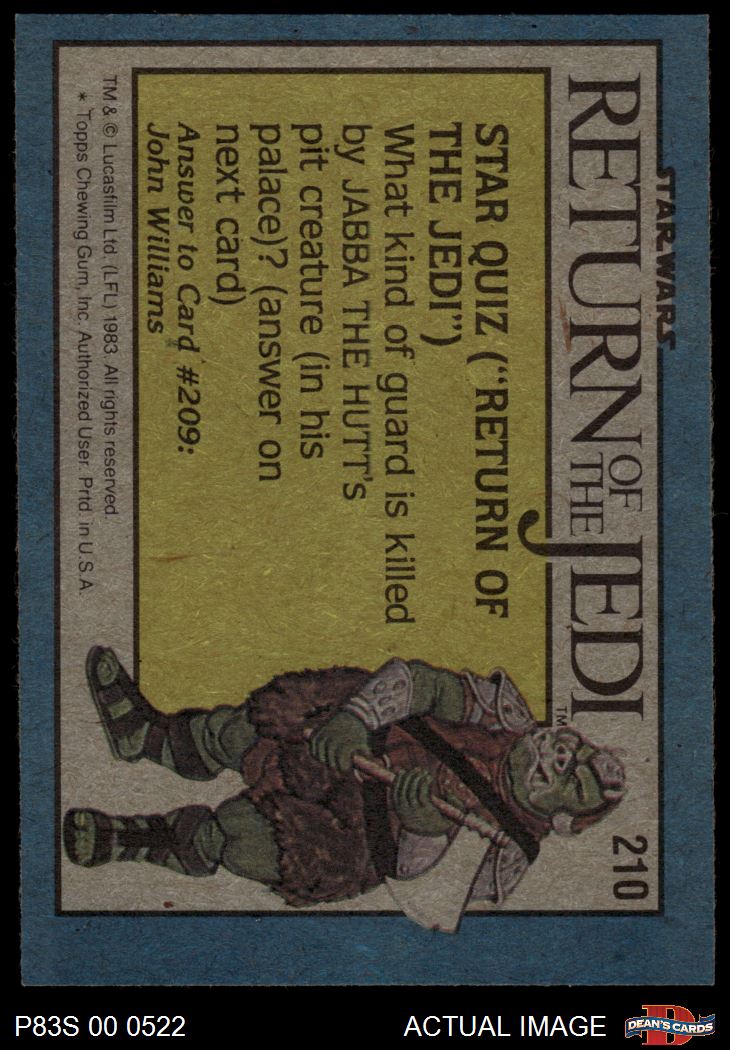 STAR WARS
RETURN OF THE JEDI™
210
STAR QUIZ ("RETURN OF
THE JEDI")
What kind of guard is killed
by JABBA THE HUTT's
pit creature (in his
palace)? (answer on
next card)
Answer to Card #209:
John Williams
TM & © Lucasfilm Ltd. (LFL) 1983. All rights reserved.
* Topps Chewing Gum, Inc. Authorized User. Prtd. in U.S.A.
P83S 00 0522
ACTUAL IMAGE
D
DEAN'S CARDS